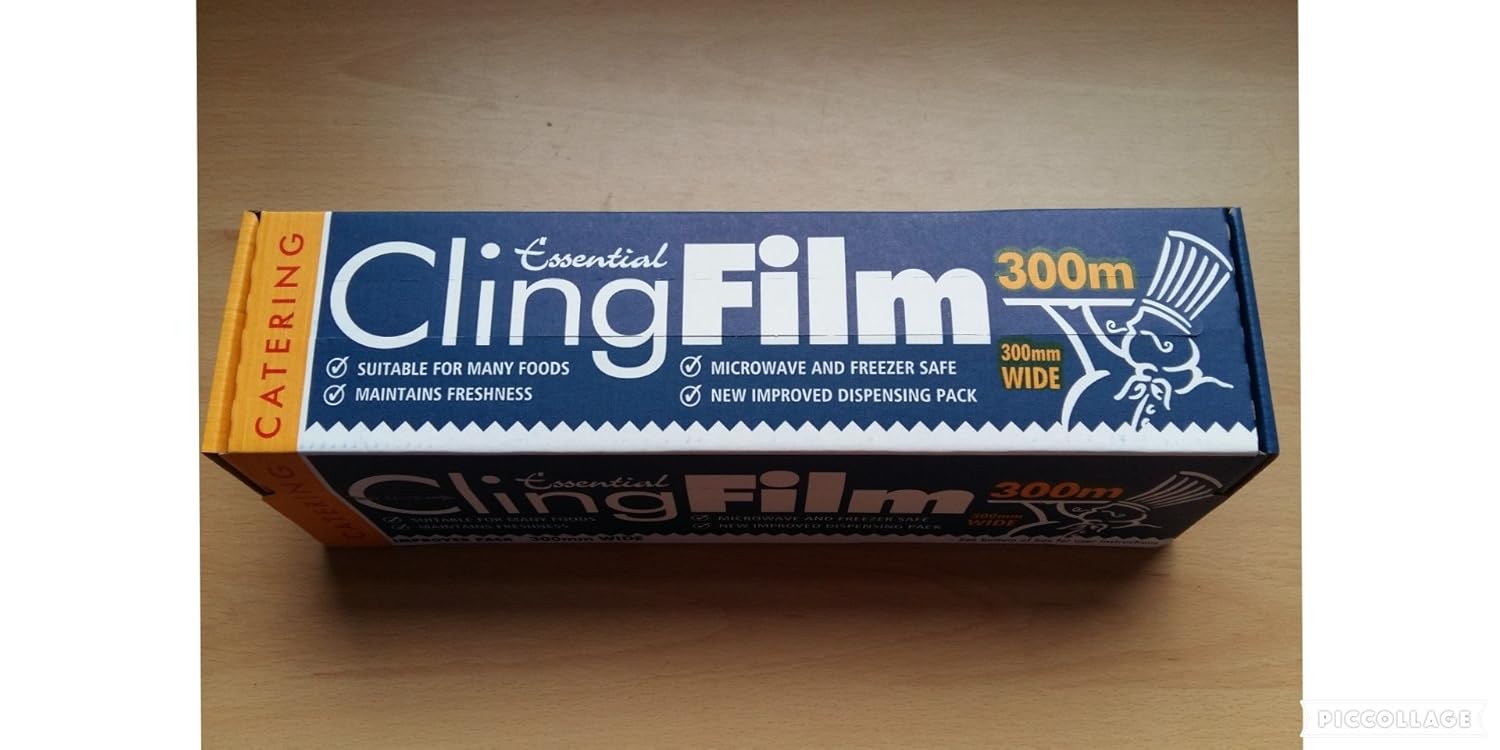 CATERING
Essential
ClingFilm
300m
300mm
WIDE
SUITABLE FOR MANY FOODS
MICROWAVE AND FREEZER SAFE
MAINTAINS FRESHNESS
NEW IMPROVED DISPENSING PACK
CATERING
Essential
ClingFilm
300m
300mm
WIDE
SUITABLE FOR MANY FOODS
MICROWAVE AND FREEZER SAFE
MAINTAINS FRESHNESS
NEW IMPROVED DISPENSING PACK
300mm WIDE
PICCOLLAGE